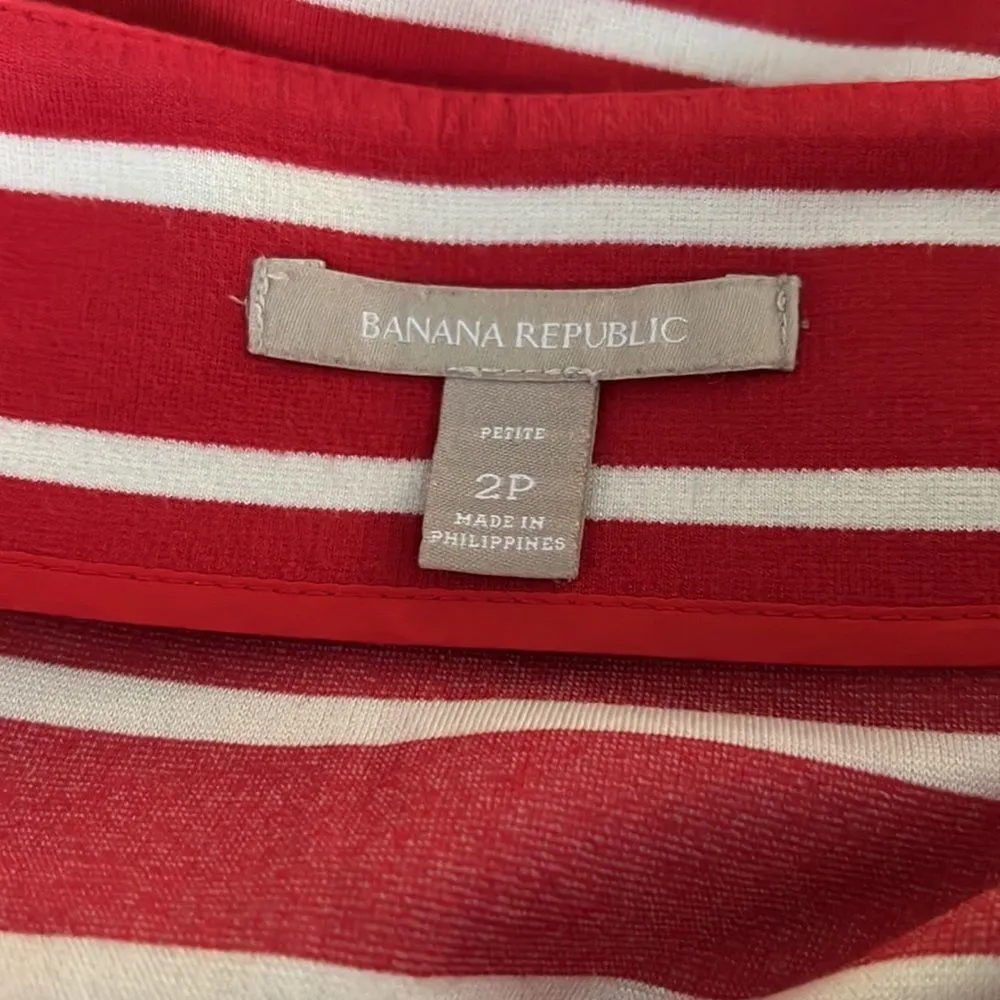 BANANA REPUBLIC
PETITE
2P
MADE IN
PHILIPPINES